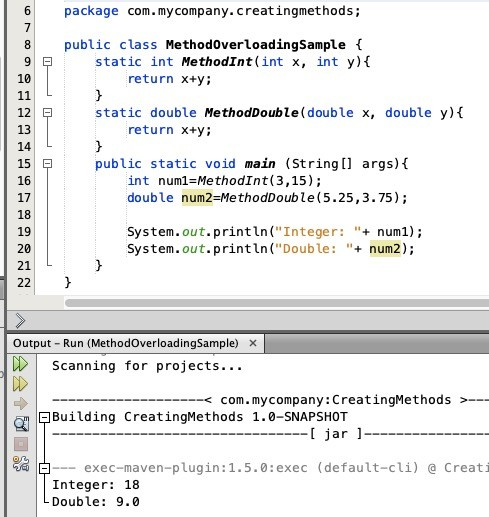 6 package com.mycompany.creatingmethods;
7
8 public class MethodOverloadingSample {
9 static int MethodInt(int x, int y){
10 return x+y;
11 }
12 static double MethodDouble(double x, double y){
13 return x+y;
14 }
15 public static void main (String[] args){
16 int num1=MethodInt(3,15);
17 double num2=MethodDouble(5.25,3.75);
18
19 System.out.println("Integer: "+ num1);
20 System.out.println("Double: "+ num2);
21 }
22 }
Output – Run (MethodOverloadingSample) ×
Scanning for projects...
-------------------< com.mycompany:CreatingMethods >---
Building CreatingMethods 1.0-SNAPSHOT
--------------------------------[ jar ]----------------
--- exec-maven-plugin:1.5.0:exec (default-cli) @ Creati
Integer: 18
Double: 9.0